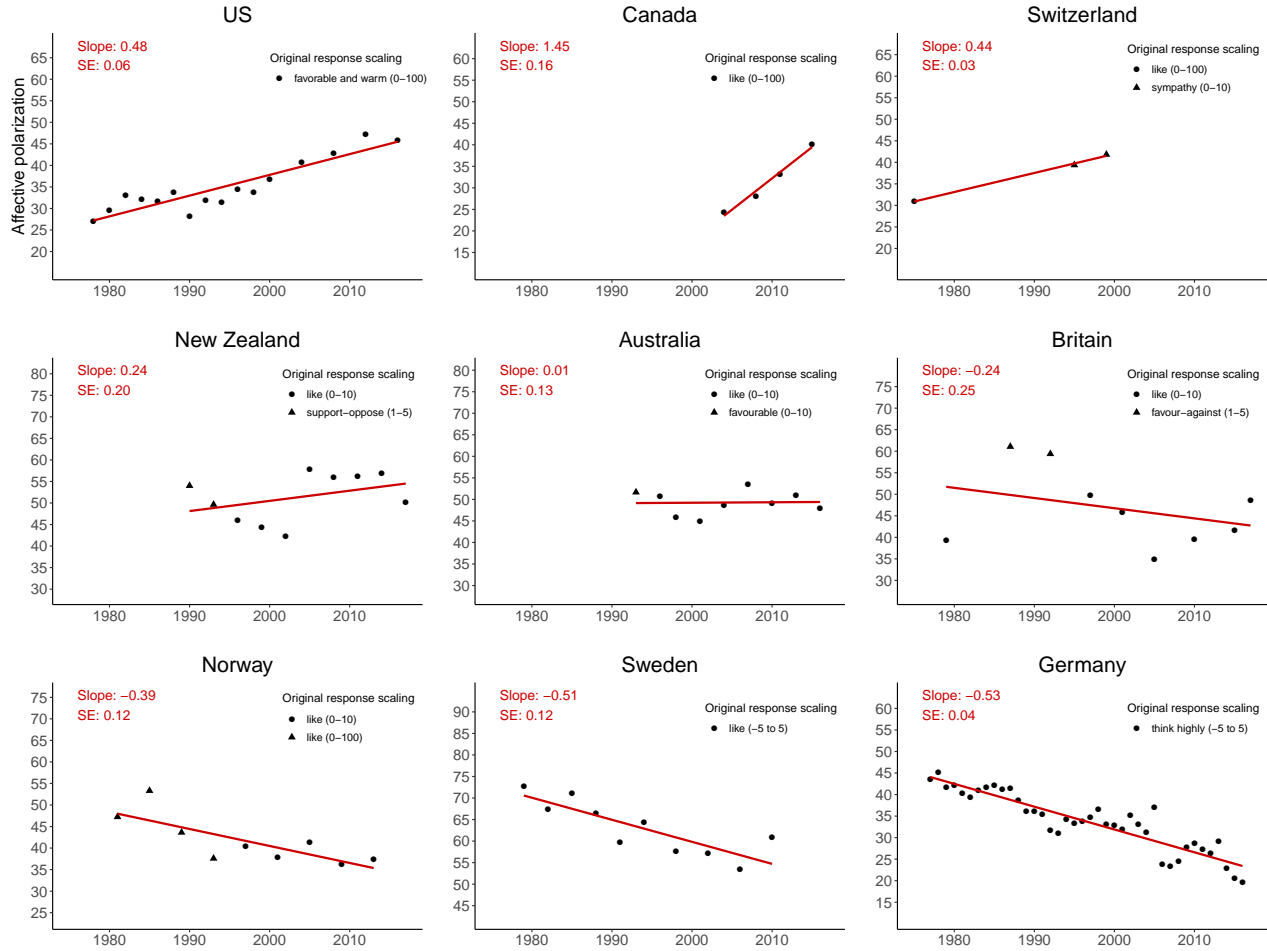 US
Slope: 0.48
SE: 0.06
Original response scaling
favorable and warm (0−100)
Affective polarization
65
60
55
50
45
40
35
30
25
20
1980
1990
2000
2010
Canada
Slope: 1.45
SE: 0.16
Original response scaling
like (0−100)
60
55
50
45
40
35
30
25
20
15
1980
1990
2000
2010
Switzerland
Slope: 0.44
SE: 0.03
Original response scaling
like (0−100)
sympathy (0−10)
65
60
55
50
45
40
35
30
25
20
1980
1990
2000
2010
New Zealand
Slope: 0.24
SE: 0.20
Original response scaling
like (0−10)
support−oppose (1−5)
80
75
70
65
60
55
50
45
40
35
30
1980
1990
2000
2010
Australia
Slope: 0.01
SE: 0.13
Original response scaling
like (0−10)
favourable (0−10)
80
75
70
65
60
55
50
45
40
35
30
1980
1990
2000
2010
Britain
Slope: −0.24
SE: 0.25
Original response scaling
like (0−10)
favour−against (1−5)
75
70
65
60
55
50
45
40
35
30
1980
1990
2000
2010
Norway
Slope: −0.39
SE: 0.12
Original response scaling
like (0−10)
like (0−100)
75
70
65
60
55
50
45
40
35
30
25
1980
1990
2000
2010
Sweden
Slope: −0.51
SE: 0.12
Original response scaling
like (−5 to 5)
90
85
80
75
70
65
60
55
50
45
1980
1990
2000
2010
Germany
Slope: −0.53
SE: 0.04
Original response scaling
think highly (−5 to 5)
60
55
50
45
40
35
30
25
20
15
1980
1990
2000
2010